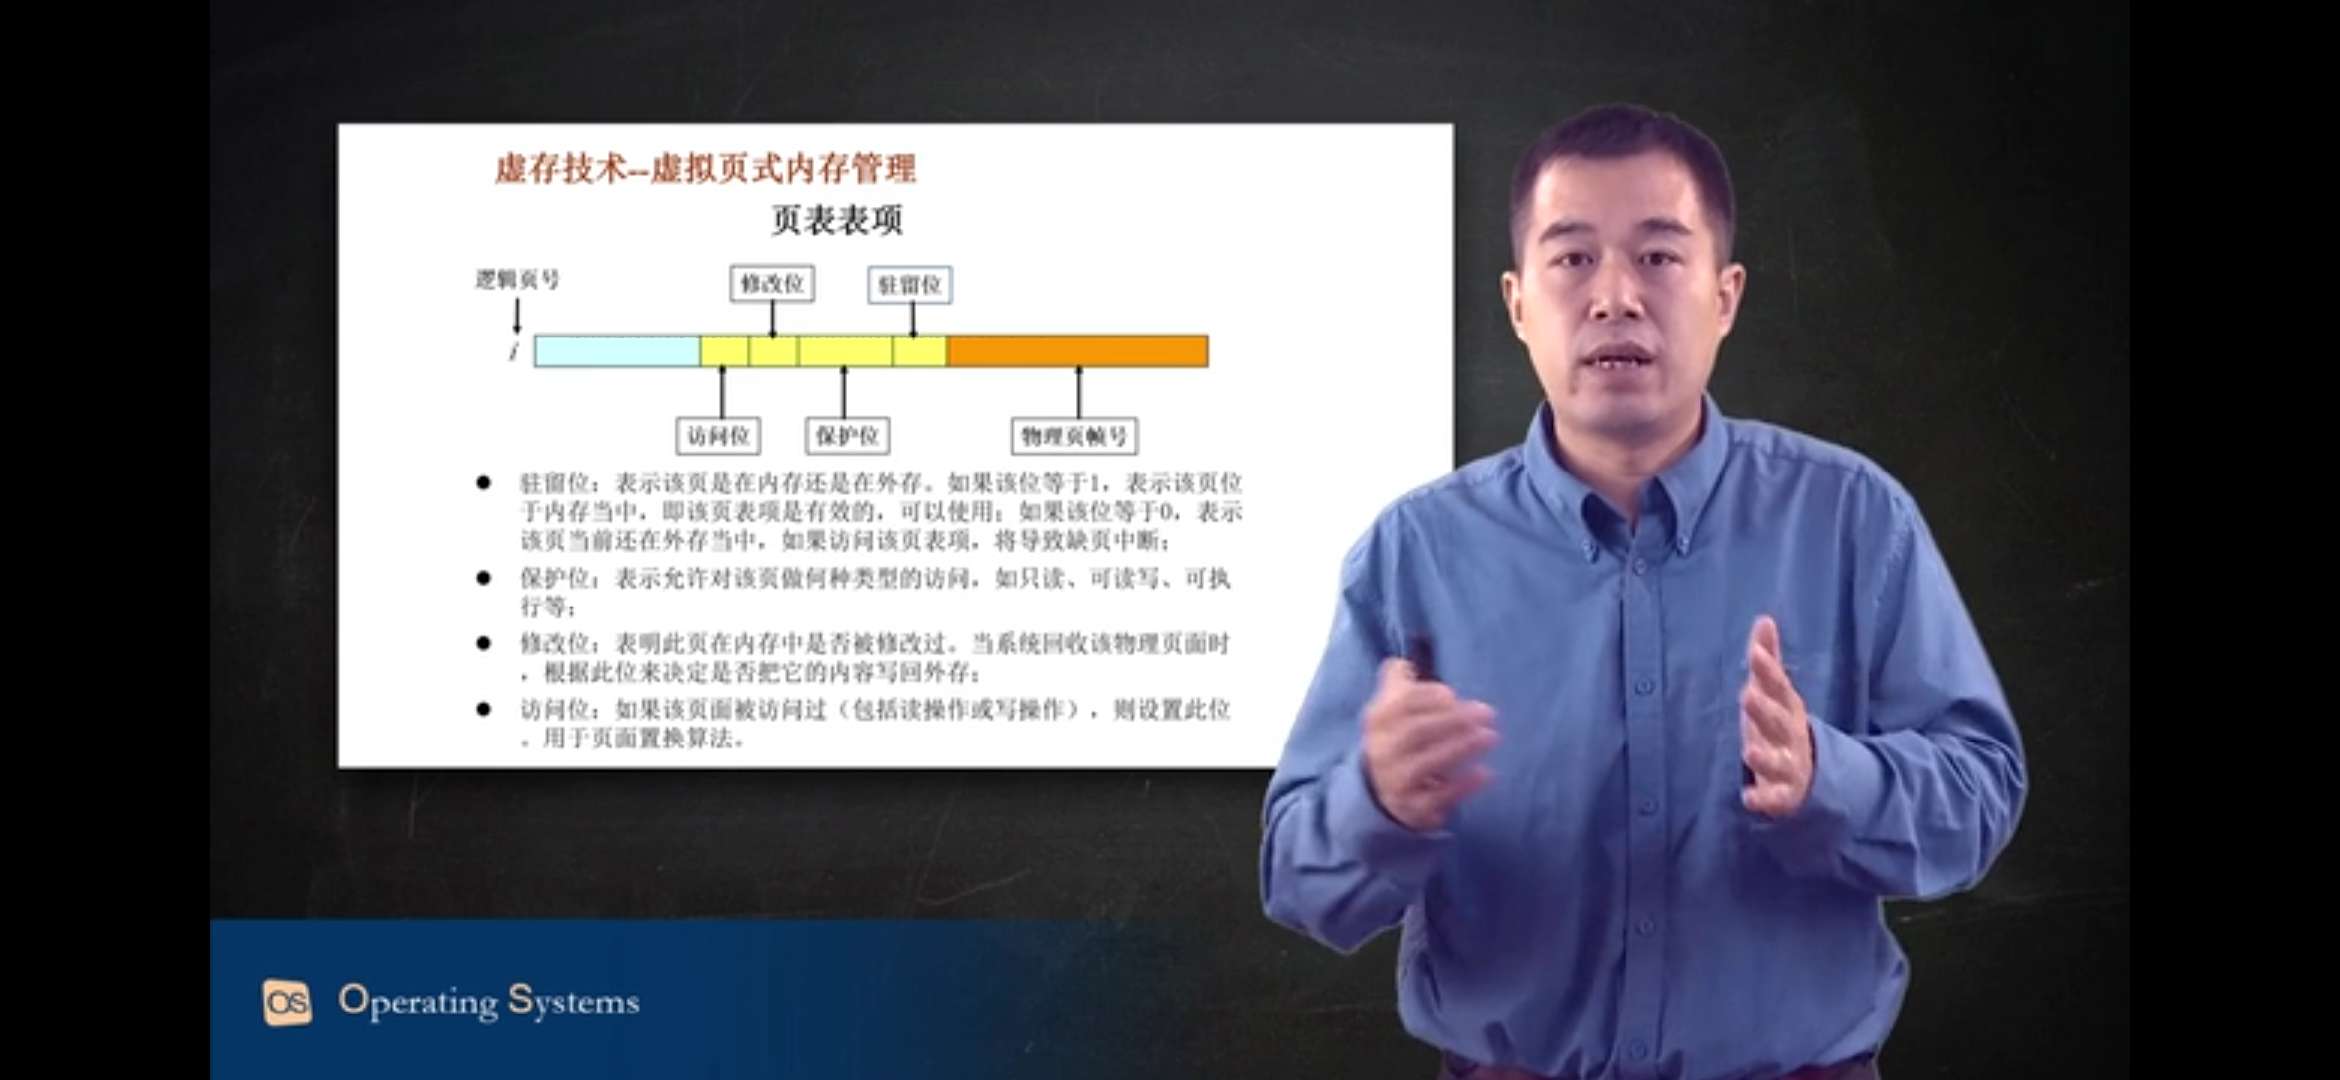 虚存技术--虚拟页式内存管理
页表表项
逻辑页号
修改位
驻留位
i
访问位
保护位
物理页帧号
● 驻留位：表示该页是在内存还是在外存。如果该位等于1，表示该页位
于内存当中，即该页表项是有效的，可以使用；如果该位等于0，表示
该页当前还在外存当中，如果访问该页表项，将导致缺页中断；
● 保护位：表示允许对该页做何种类型的访问，如只读、可读写、可执
行等；
● 修改位：表明此页在内存中是否被修改过。当系统回收该物理页面时
，根据此位来决定是否把它的内容写回外存；
● 访问位：如果该页面被访问过（包括读操作或写操作），则设置此位
。用于页面置换算法。
OS Operating Systems